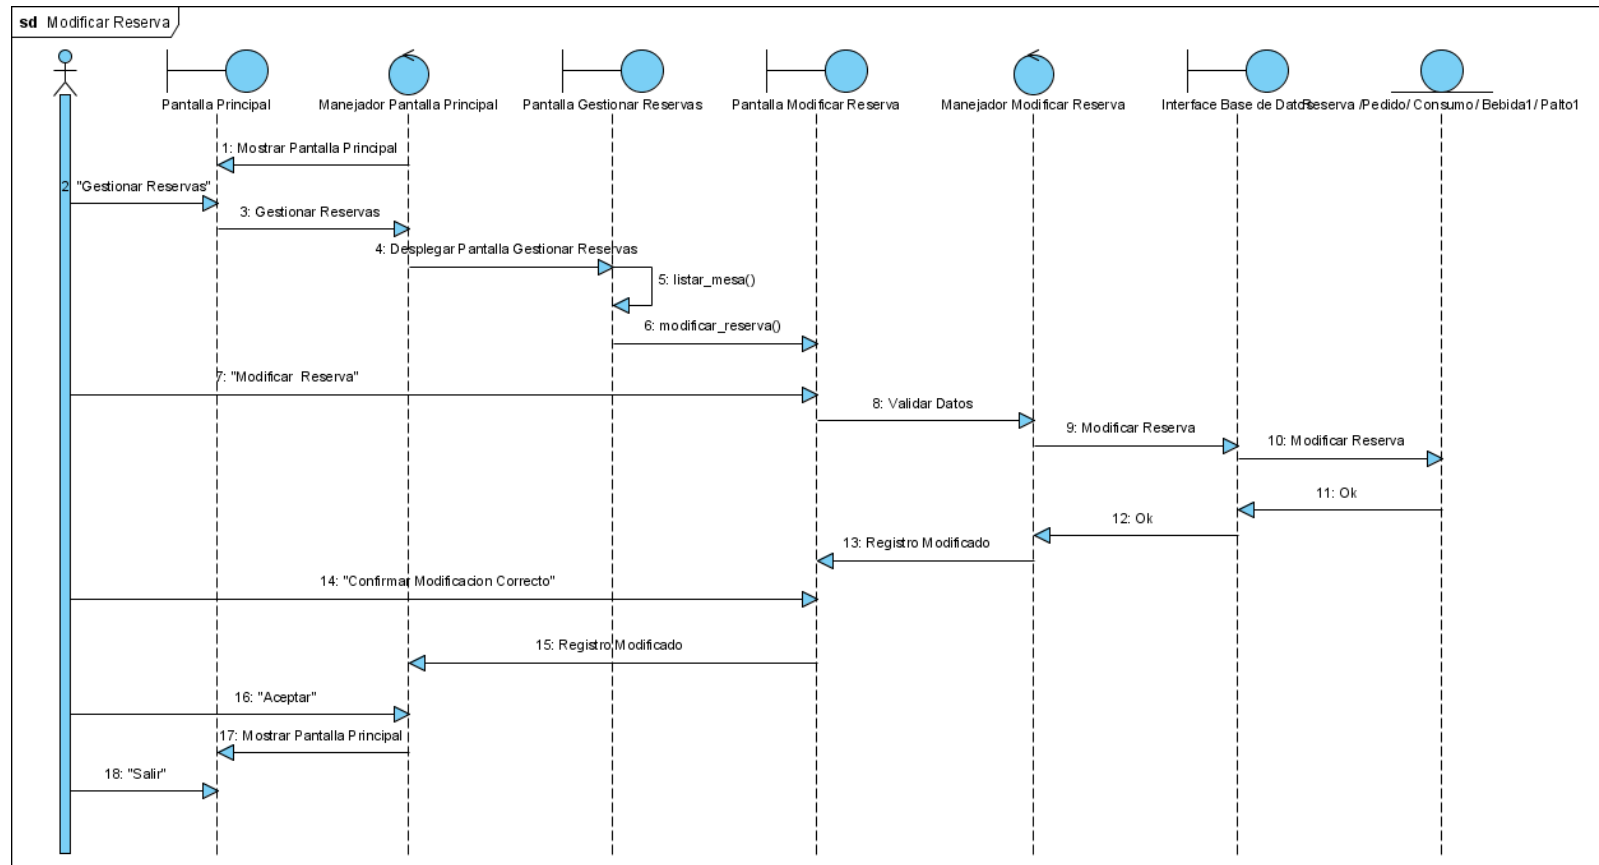 sd Modificar Reserva
Pantalla Principal
Manejador Pantalla Principal
Pantalla Gestionar Reservas
Pantalla Modificar Reserva
Manejador Modificar Reserva
Interface Base de Datos
Reserva /Pedido/ Consumo/ Bebida1/ Palto1
1: Mostrar Pantalla Principal
2 "Gestionar Reservas"
3: Gestionar Reservas
4: Desplegar Pantalla Gestionar Reservas
5: listar_mesa()
6: modificar_reserva()
7: "Modificar Reserva"
8: Validar Datos
9: Modificar Reserva
10: Modificar Reserva
11: Ok
12: Ok
13: Registro Modificado
14: "Confirmar Modificacion Correcto"
15: Registro Modificado
16: "Aceptar"
17: Mostrar Pantalla Principal
18: "Salir"